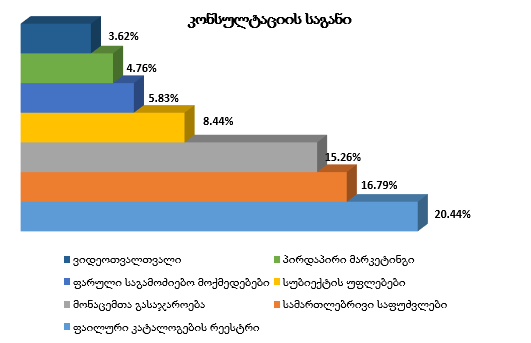 კონსულტაციის საგანი
3.62%
4.76%
5.83%
8.44%
15.26%
16.79%
20.44%
ვიდეოთვალთვალი
პირდაპირი მარკეტინგი
ფარული საგამოძიებო მოქმედებები
სუბიექტის უფლებები
მონაცემთა გასაჯაროება
სამართლებრივი საფუძვლები
ფაილური კატალოგების რეესტრი